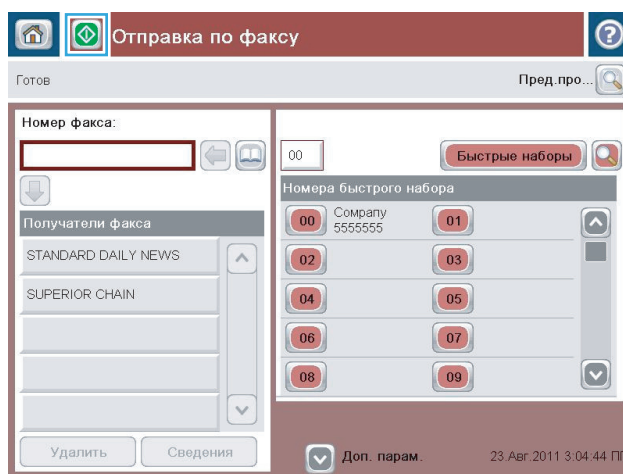 Отправка по факсу
?
Готов
Пред.про...
Номер факса:
00
Быстрые наборы
Номера быстрого набора
00 Company 5555555
01
02
03
04
05
06
07
08
09
Получатели факса
STANDARD DAILY NEWS
SUPERIOR CHAIN
Удалить
Сведения
Доп. парам.
23.Авг.2011 3:04:44 ПП